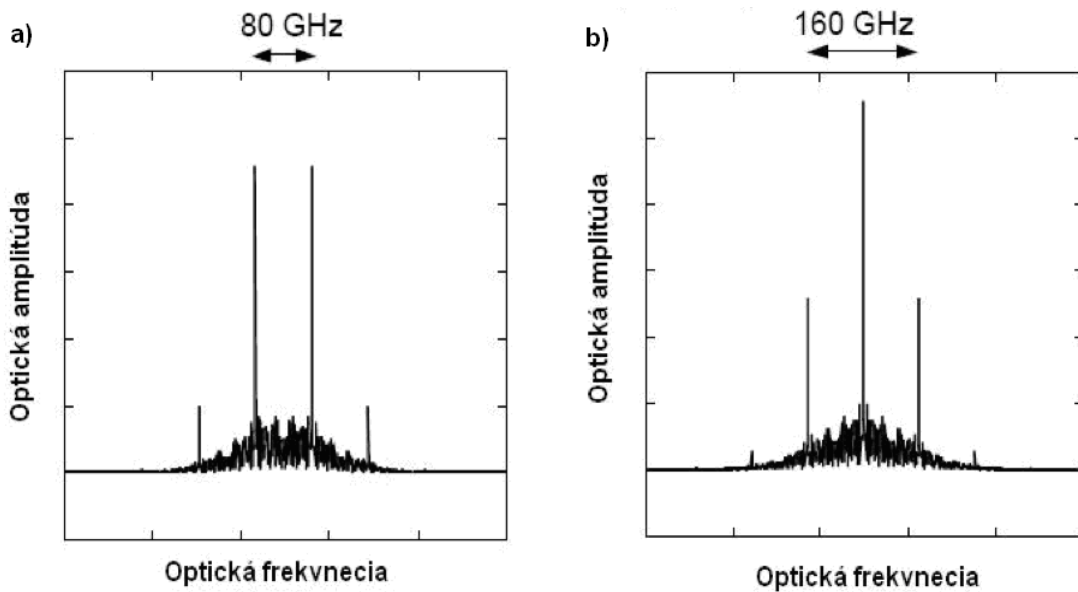 a)
80 GHz
Optická amplitúda
Optická frekvnecia
b)
160 GHz
Optická amplitúda
Optická frekvnecia